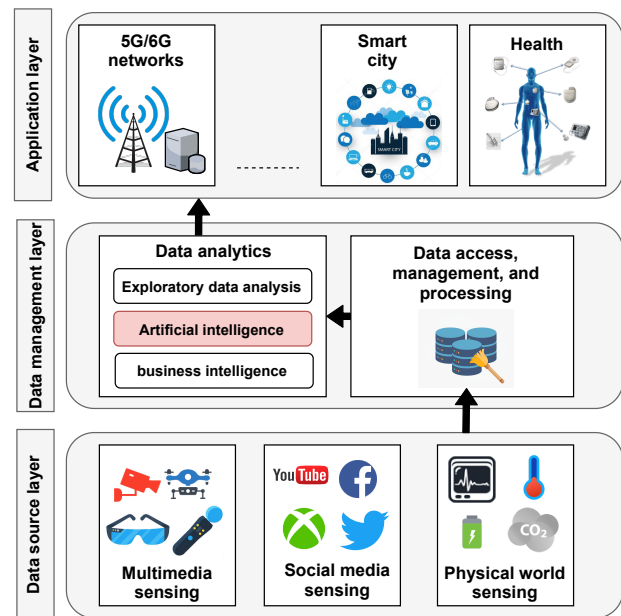 Application layer
5G/6G
networks
Smart
city
SMART CITY
Health
Data management layer
Data analytics
Exploratory data analysis
Artificial intelligence
business intelligence
Data access,
management, and
processing
Data source layer
Multimedia
sensing
YouTube
f
Social media
sensing
CO2
Physical world
sensing